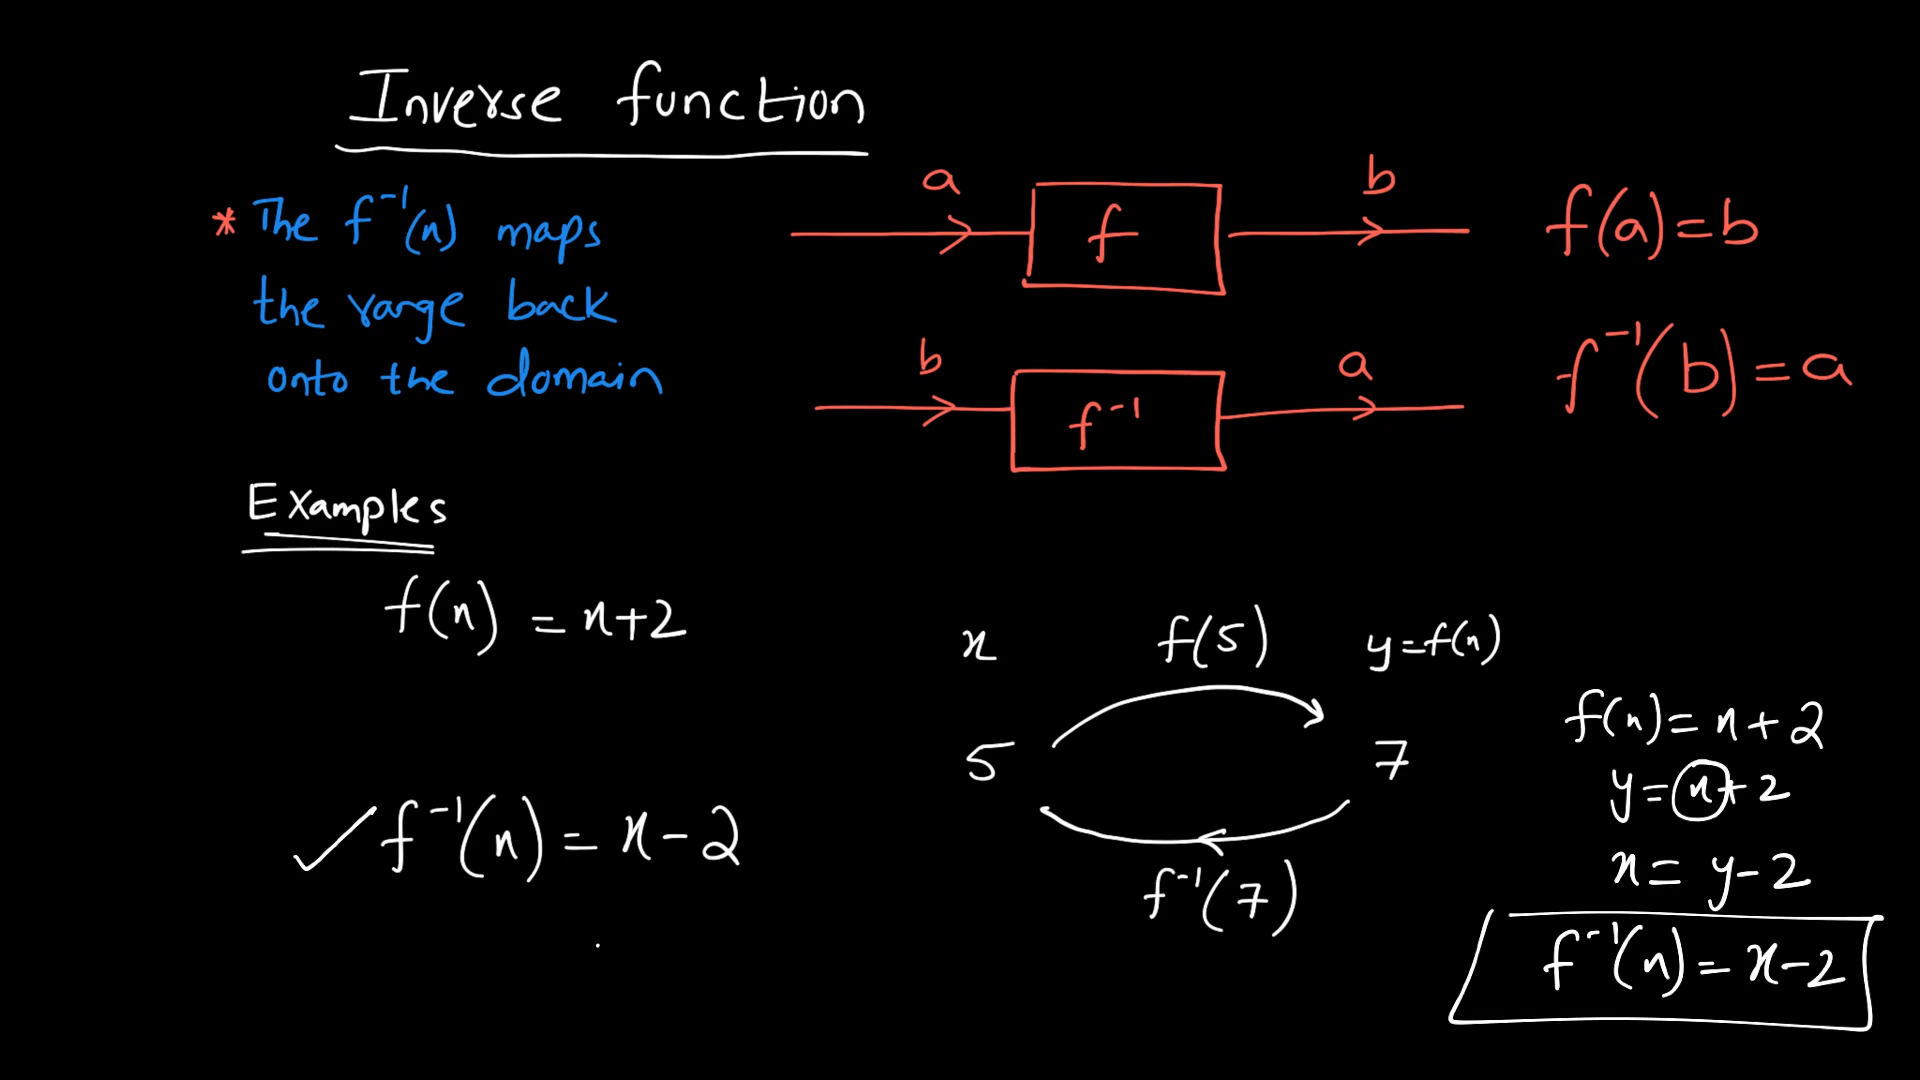 Inverse function
* The f⁻¹(x) maps
the range back
onto the domain
a f b f(a)=b
b f⁻¹ a f⁻¹(b)=a
Examples
f(x) = x+2
f⁻¹(x) = x-2
x f(5) y=f(x)
5 7
f⁻¹(7)
f(x)= x+2
y=x+2
x= y-2
f⁻¹(x)= x-2